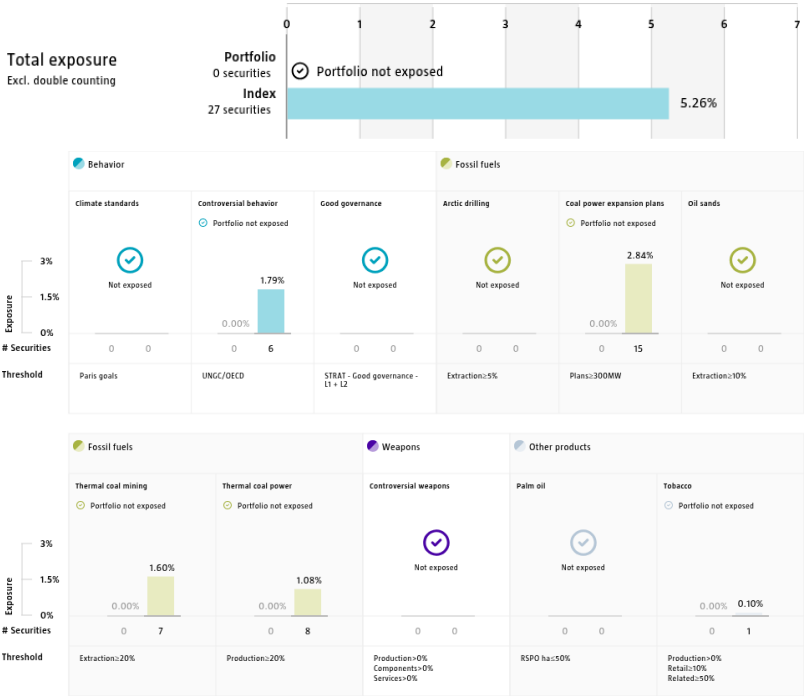 0 1 2 3 4 5 6 7
Total exposure
Excl. double counting
Portfolio
0 securities
Portfolio not exposed
Index
27 securities
5.26%
Behavior
Fossil fuels
Climate standards
Controversial behavior
Good governance
Arctic drilling
Coal power expansion plans
Oil sands
Portfolio not exposed
Portfolio not exposed
Exposure
3%
1.5%
0%
Not exposed
0.00%
1.79%
Not exposed
Not exposed
0.00%
2.84%
Not exposed
# Securities
0 0
0 6
0 0
0 0
0 15
0 0
Threshold
Paris goals
UNGC/OECD
STRAT - Good governance -
L1 + L2
Extraction≥5%
Plans≥300MW
Extraction≥10%
Fossil fuels
Weapons
Other products
Thermal coal mining
Thermal coal power
Controversial weapons
Palm oil
Tobacco
Portfolio not exposed
Portfolio not exposed
Portfolio not exposed
Exposure
3%
1.5%
0%
0.00%
1.60%
0.00%
1.08%
Not exposed
Not exposed
0.00%
0.10%
# Securities
0 7
0 8
0 0
0 0
0 1
Threshold
Extraction≥20%
Production≥20%
Production>0%
Components>0%
Services>0%
RSPO ha≤50%
Production>0%
Retail≥10%
Related≥50%